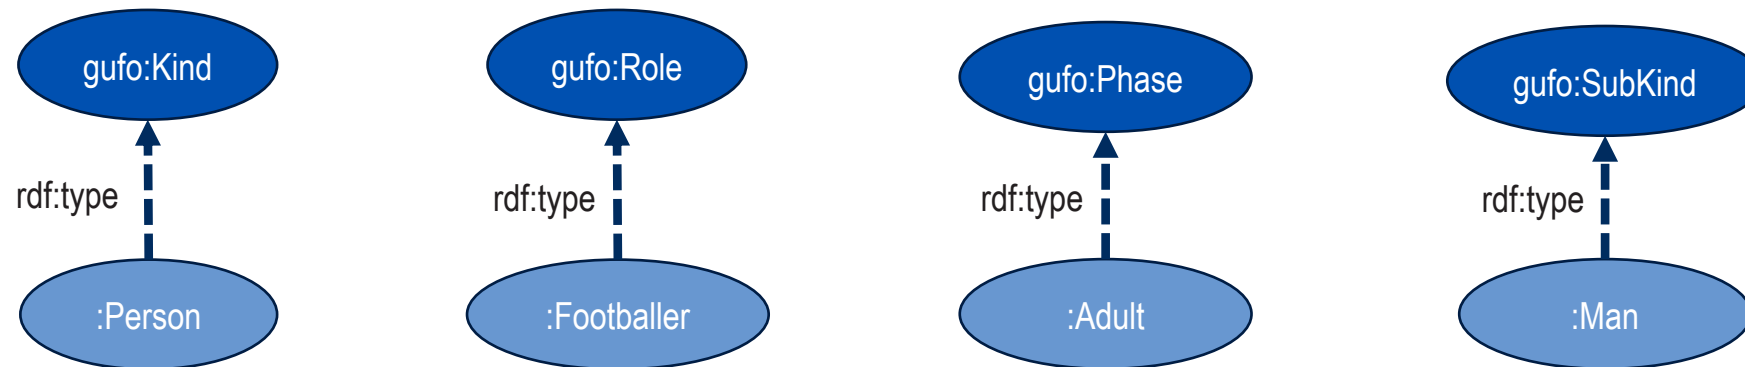 gufo:Kind
gufo:Role
gufo:Phase
gufo:SubKind
rdf:type
rdf:type
rdf:type
rdf:type
:Person
:Footballer
:Adult
:Man